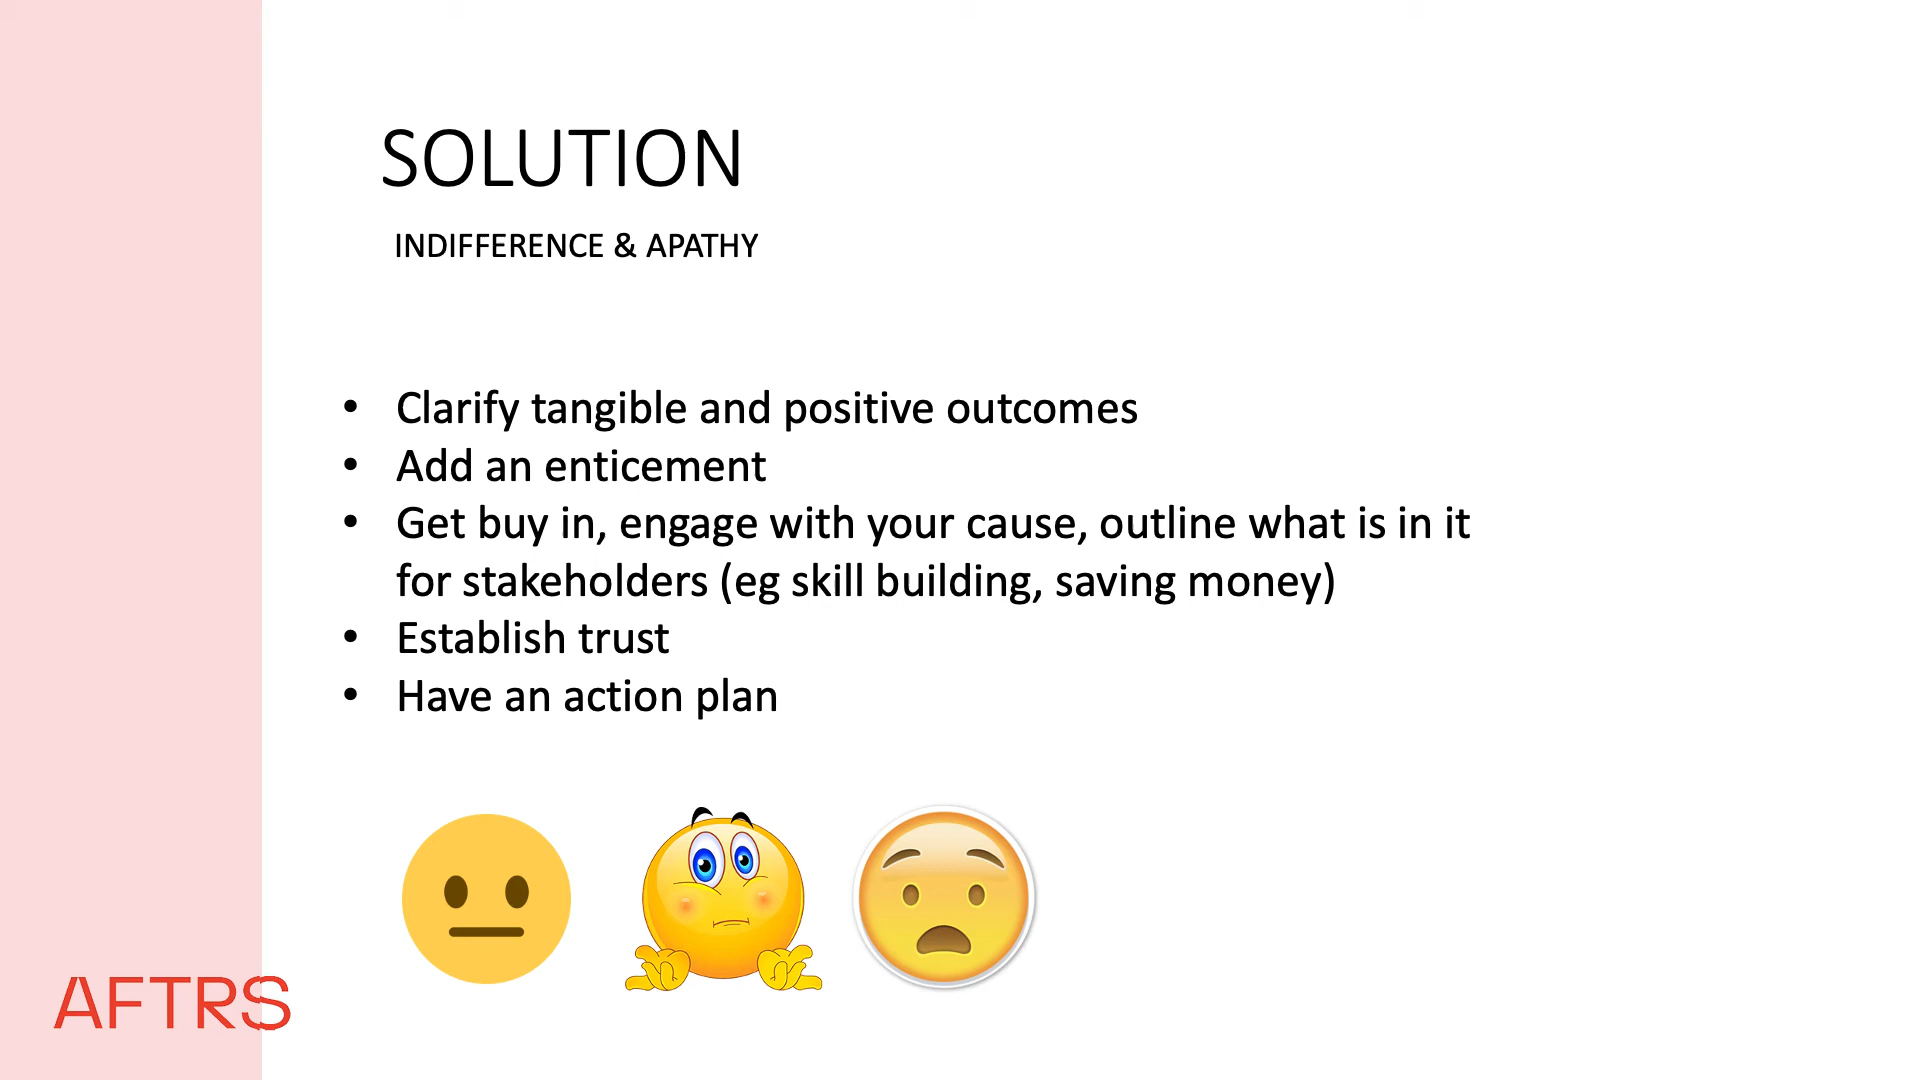 SOLUTION
INDIFFERENCE & APATHY
• Clarify tangible and positive outcomes
• Add an enticement
• Get buy in, engage with your cause, outline what is in it
for stakeholders (eg skill building, saving money)
• Establish trust
• Have an action plan
AFTRS